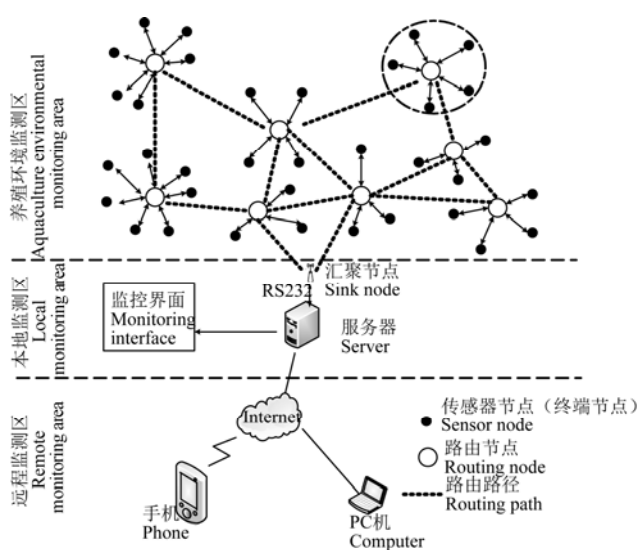 养殖环境监测区
Aquaculture environmental
monitoring area
本地监测区
Local
monitoring area
远程监测区
Remote
monitoring area
汇聚节点
Sink node
RS232
监控界面
Monitoring
interface
服务器
Server
Internet
手机
Phone
PC机
Computer
传感器节点（终端节点）
Sensor node
路由节点
Routing node
路由路径
Routing path